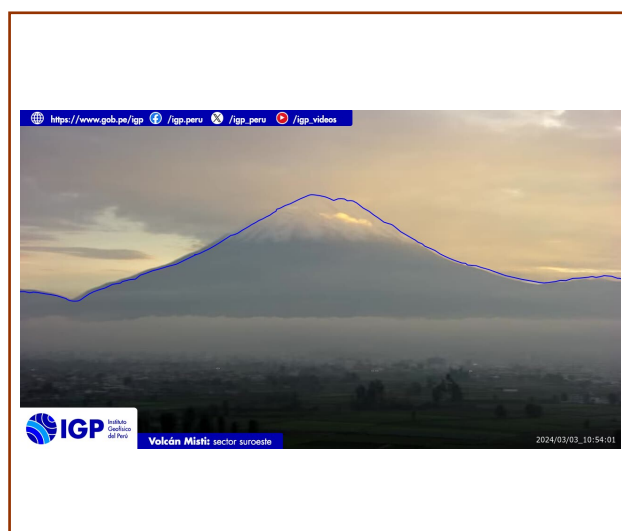 https://www.gob.pe/igp /igp.peru /igp_peru /igp_videos
IGP
Instituto
Geofísico
del Perú
Volcán Misti: sector suroeste
2024/03/03_10:54:01